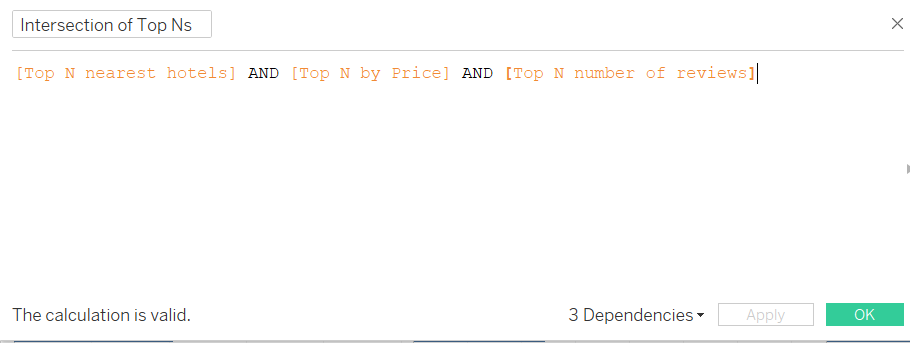 Intersection of Top Ns
[Top N nearest hotels] AND [Top N by Price] AND [Top N number of reviews]
The calculation is valid.
3 Dependencies
Apply
OK